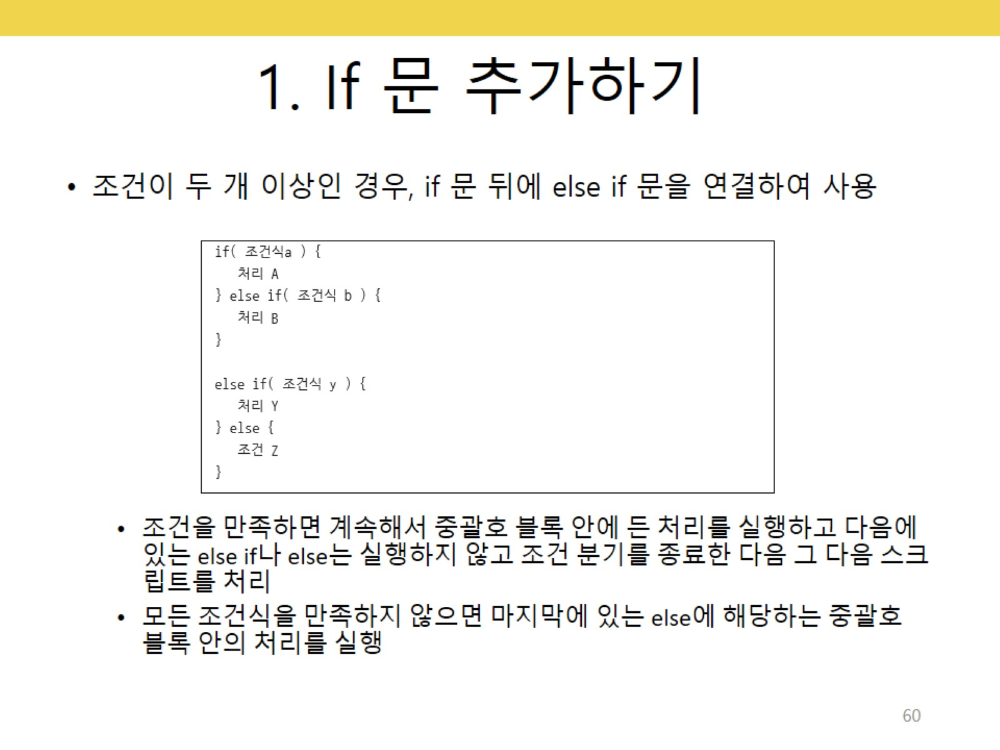 1. If 문 추가하기
• 조건이 두 개 이상인 경우, if 문 뒤에 else if 문을 연결하여 사용
if( 조건식a ) {
처리 A
} else if( 조건식 b ) {
처리 B
}
else if( 조건식 y ) {
처리 Y
} else {
조건 Z
}
• 조건을 만족하면 계속해서 중괄호 블록 안에 든 처리를 실행하고 다음에
있는 else if나 else는 실행하지 않고 조건 분기를 종료한 다음 그 다음 스크
립트를 처리
• 모든 조건식을 만족하지 않으면 마지막에 있는 else에 해당하는 중괄호
블록 안의 처리를 실행
60